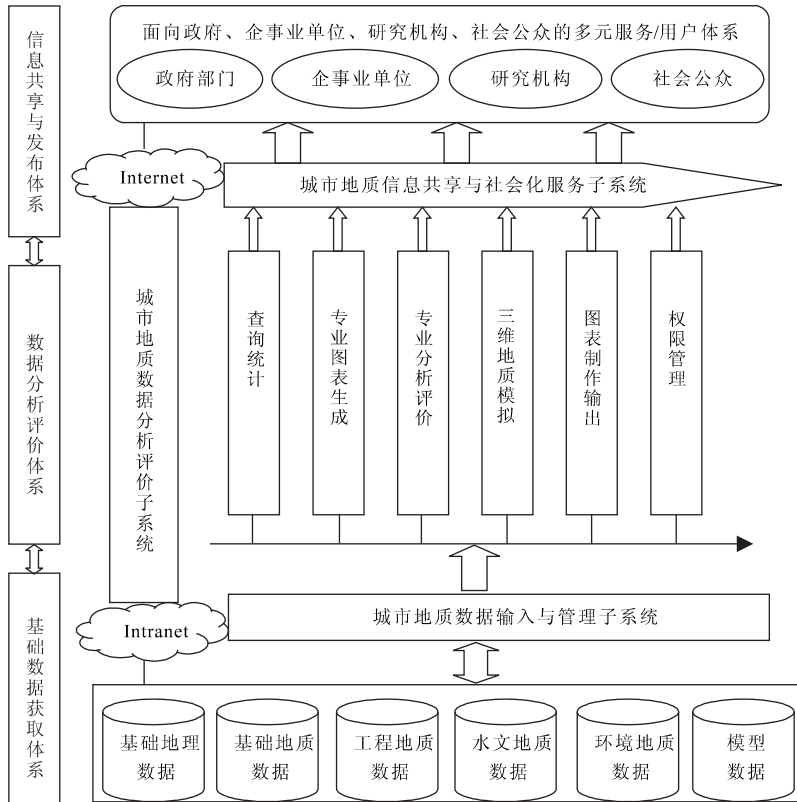 信息共享与发布体系
面向政府、企事业单位、研究机构、社会公众的多元服务/用户体系
政府部门
企事业单位
研究机构
社会公众
Internet
城市地质信息共享与社会化服务子系统
数据分析评价体系
城市地质数据分析评价子系统
查询统计
专业图表生成
专业分析评价
三维地质模拟
图表制作输出
权限管理
基础数据获取体系
Intranet
城市地质数据输入与管理子系统
基础地理
数据
基础地质
数据
工程地质
数据
水文地质
数据
环境地质
数据
模型
数据